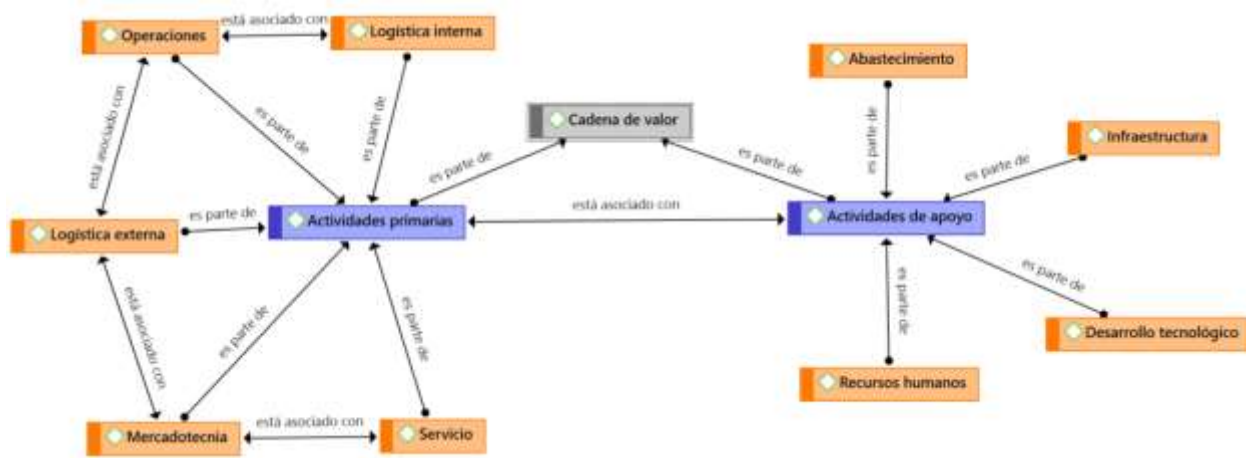 está asociado con
Operaciones
Logística interna
Abastecimiento
está asociado con
es parte de
es parte de
Cadena de valor
es parte de
Infraestructura
es parte de
es parte de
es parte de
es parte de
Logística externa
es parte de
Actividades primarias
está asociado con
Actividades de apoyo
está asociado con
es parte de
es parte de
es parte de
es parte de
Desarrollo tecnológico
Recursos humanos
Mercadotecnia
está asociado con
Servicio